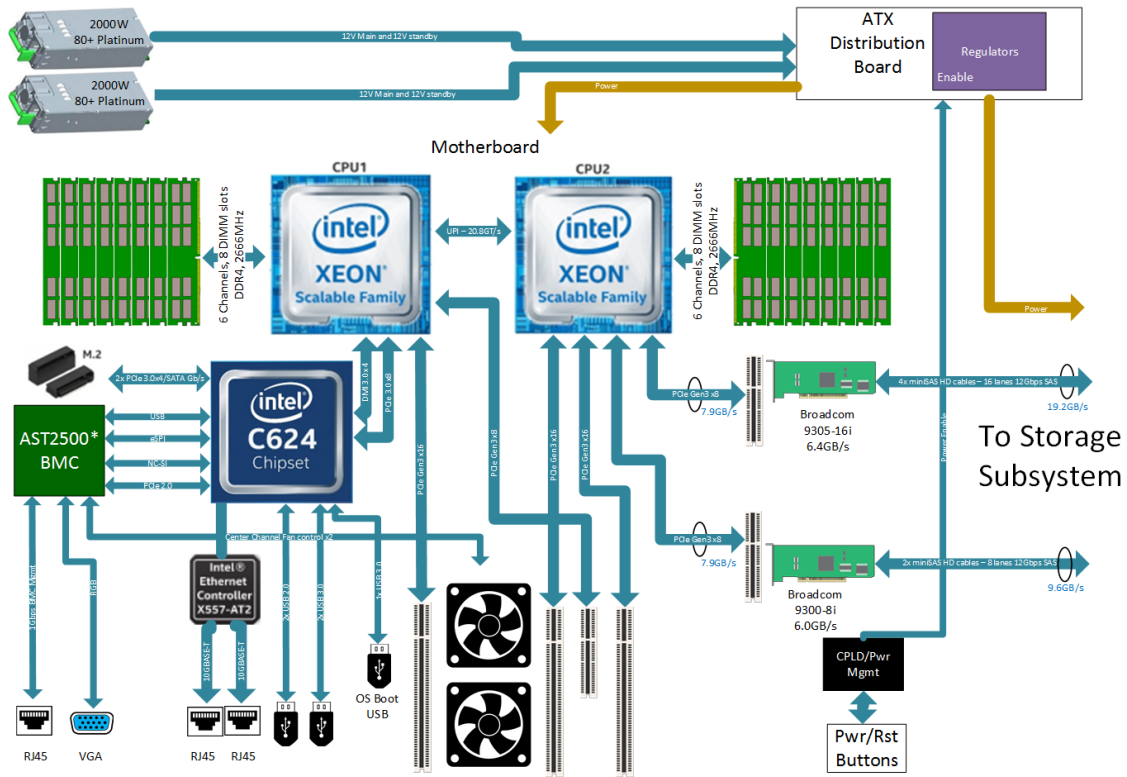 2000W
80+ Platinum
12V Main and 12V standby
ATX
Distribution
Board
Regulators
Enable
2000W
80+ Platinum
12V Main and 12V standby
Power
Motherboard
CPU1
CPU2
6 Channels, 8 DIMM slots
DDR4, 2666MHz
intel
XEON®
Scalable Family
UPI – 20.8GT/s
intel
XEON®
Scalable Family
6 Channels, 8 DIMM slots
DDR4, 2666MHz
Power
M.2
2x PCIe 3.0x4/SATA Gb/s
DMI 3.0 x4
PCIe 3.0 x8
PCIe Gen3 x16
PCIe Gen3 x8
PCIe Gen3 x16
PCIe Gen3 x16
PCIe Gen3 x8
7.9GB/s
Broadcom
9305-16i
6.4GB/s
4x miniSAS HD cables – 16 lanes 12Gbps SAS
19.2GB/s
AST2500*
BMC
USB
eSPI
NC-SI
PCIe 2.0
intel
C624
Chipset
To Storage
Subsystem
Power Enable
Center Channel Fan control x2
PCIe Gen3 x8
7.9GB/s
Broadcom
9300-8i
6.0GB/s
2x miniSAS HD cables – 8 lanes 12Gbps SAS
9.6GB/s
Intel®
Ethernet
Controller
X557-AT2
1Gbps BMC Mgmt
RGB
10GBASE-T
10GBASE-T
2x USB 2.0
2x USB 3.0
1x USB 3.0
OS Boot
USB
CPLD/Pwr
Mgmt
Pwr/Rst
Buttons
RJ45
VGA
RJ45
RJ45